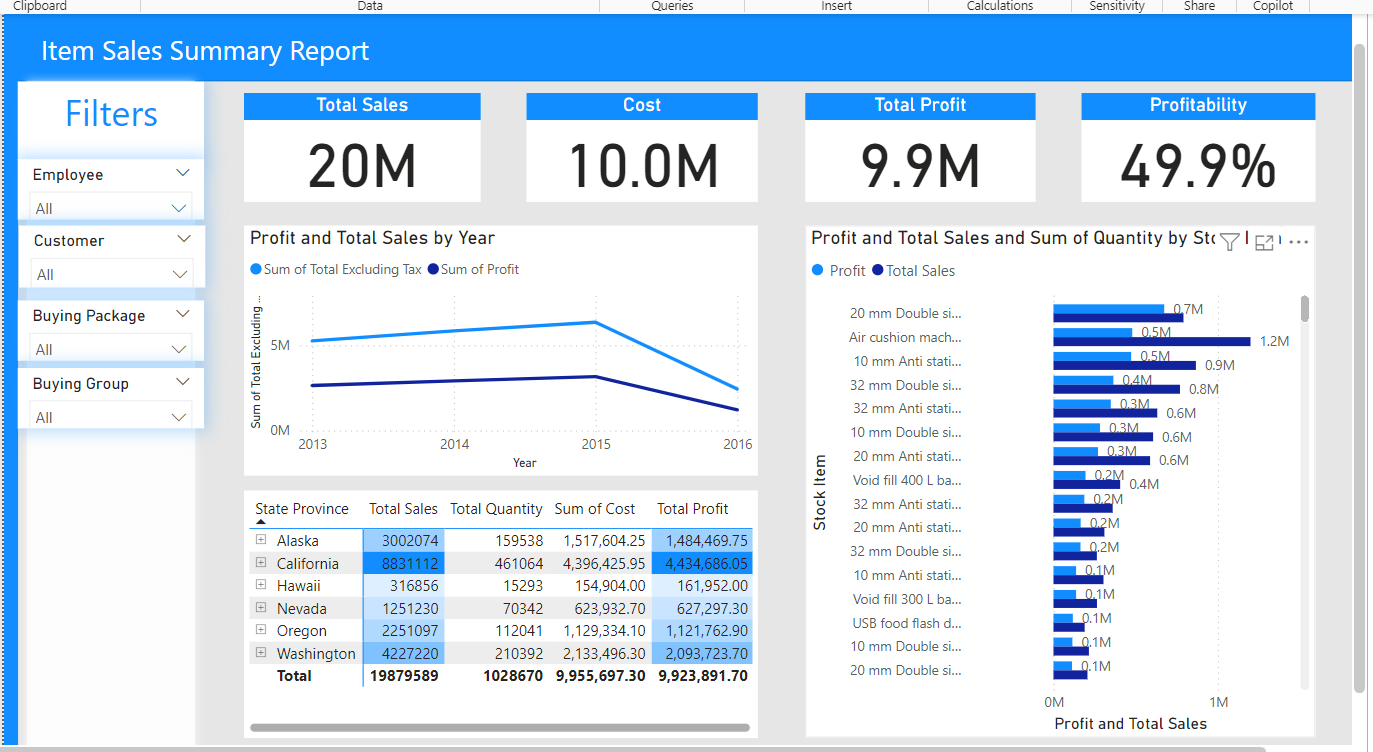 Clipboard Data Queries Insert Calculations Sensitivity Share Copilot
Item Sales Summary Report
Filters
Employee
All
Customer
All
Buying Package
All
Buying Group
All
Total Sales
20M
Cost
10.0M
Total Profit
9.9M
Profitability
49.9%
Profit and Total Sales by Year
Sum of Total Excluding Tax Sum of Profit
Sum of Total Excluding ...
5M
0M
2013 2014 2015 2016
Year
State Province Total Sales Total Quantity Sum of Cost Total Profit
Alaska 3002074 159538 1,517,604.25 1,484,469.75
California 8831112 461064 4,396,425.95 4,434,686.05
Hawaii 316856 15293 154,904.00 161,952.00
Nevada 1251230 70342 623,932.70 627,297.30
Oregon 2251097 112041 1,129,334.10 1,121,762.90
Washington 4227220 210392 2,133,496.30 2,093,723.70
Total 19879589 1028670 9,955,697.30 9,923,891.70
Profit and Total Sales and Sum of Quantity by Sto
Profit Total Sales
Stock Item
20 mm Double si... 0.7M
Air cushion mach... 0.5M 1.2M
10 mm Anti stati... 0.5M 0.9M
32 mm Double si... 0.4M 0.8M
32 mm Anti stati... 0.3M 0.6M
10 mm Double si... 0.3M 0.6M
20 mm Anti stati... 0.3M 0.6M
Void fill 400 L ba... 0.2M 0.4M
32 mm Anti stati... 0.2M
20 mm Anti stati... 0.2M
32 mm Double si... 0.2M
10 mm Anti stati... 0.1M
Void fill 300 L ba... 0.1M
USB food flash d... 0.1M
10 mm Double si... 0.1M
20 mm Double si... 0.1M
0M 1M
Profit and Total Sales